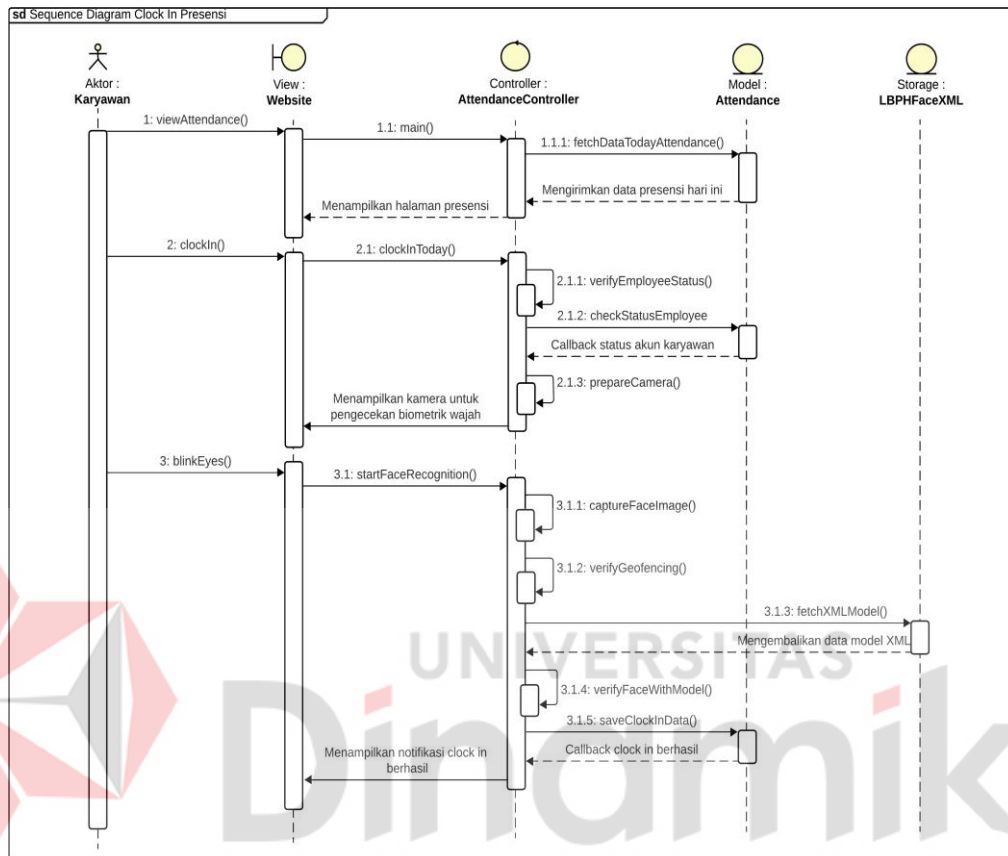 sd Sequence Diagram Clock In Presensi
Aktor :
Karyawan
View :
Website
Controller :
AttendanceController
Model :
Attendance
Storage :
LBPHFaceXML
1: viewAttendance()
1.1: main()
1.1.1: fetchDataTodayAttendance()
Mengirimkan data presensi hari ini
Menampilkan halaman presensi
2: clockIn()
2.1: clockInToday()
2.1.1: verifyEmployeeStatus()
2.1.2: checkStatusEmployee
Callback status akun karyawan
2.1.3: prepareCamera()
Menampilkan kamera untuk
pengecekan biometrik wajah
3: blinkEyes()
3.1: startFaceRecognition()
3.1.1: captureFaceImage()
3.1.2: verifyGeofencing()
3.1.3: fetchXMLModel()
Mengembalikan data model XML
3.1.4: verifyFaceWithModel()
3.1.5: saveClockInData()
Callback clock in berhasil
Menampilkan notifikasi clock in
berhasil
UNIVERSITAS
Dinamik